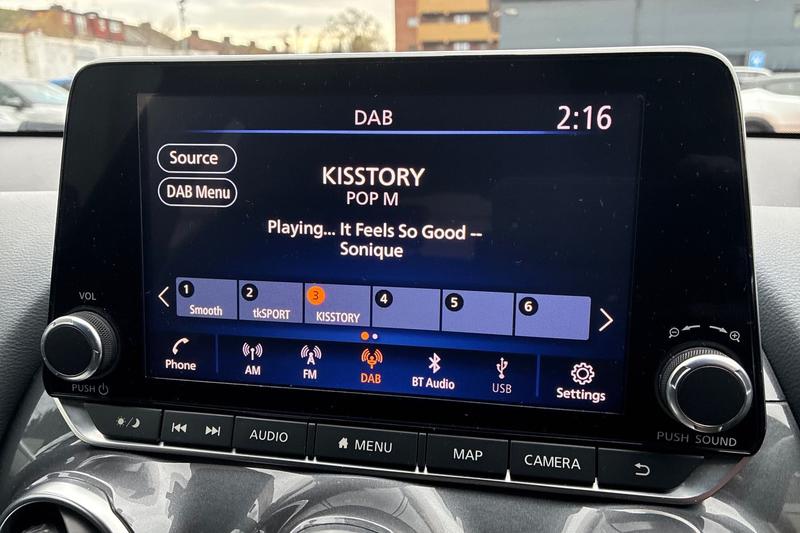 DAB
2:16
Source
DAB Menu
KISSTORY
POP M
Playing... It Feels So Good --
Sonique
1
Smooth
2
tkSPORT
3
KISSTORY
4
5
6
Phone
AM
FM
DAB
BT Audio
USB
Settings
VOL
PUSH
PUSH SOUND
AUDIO
MENU
MAP
CAMERA